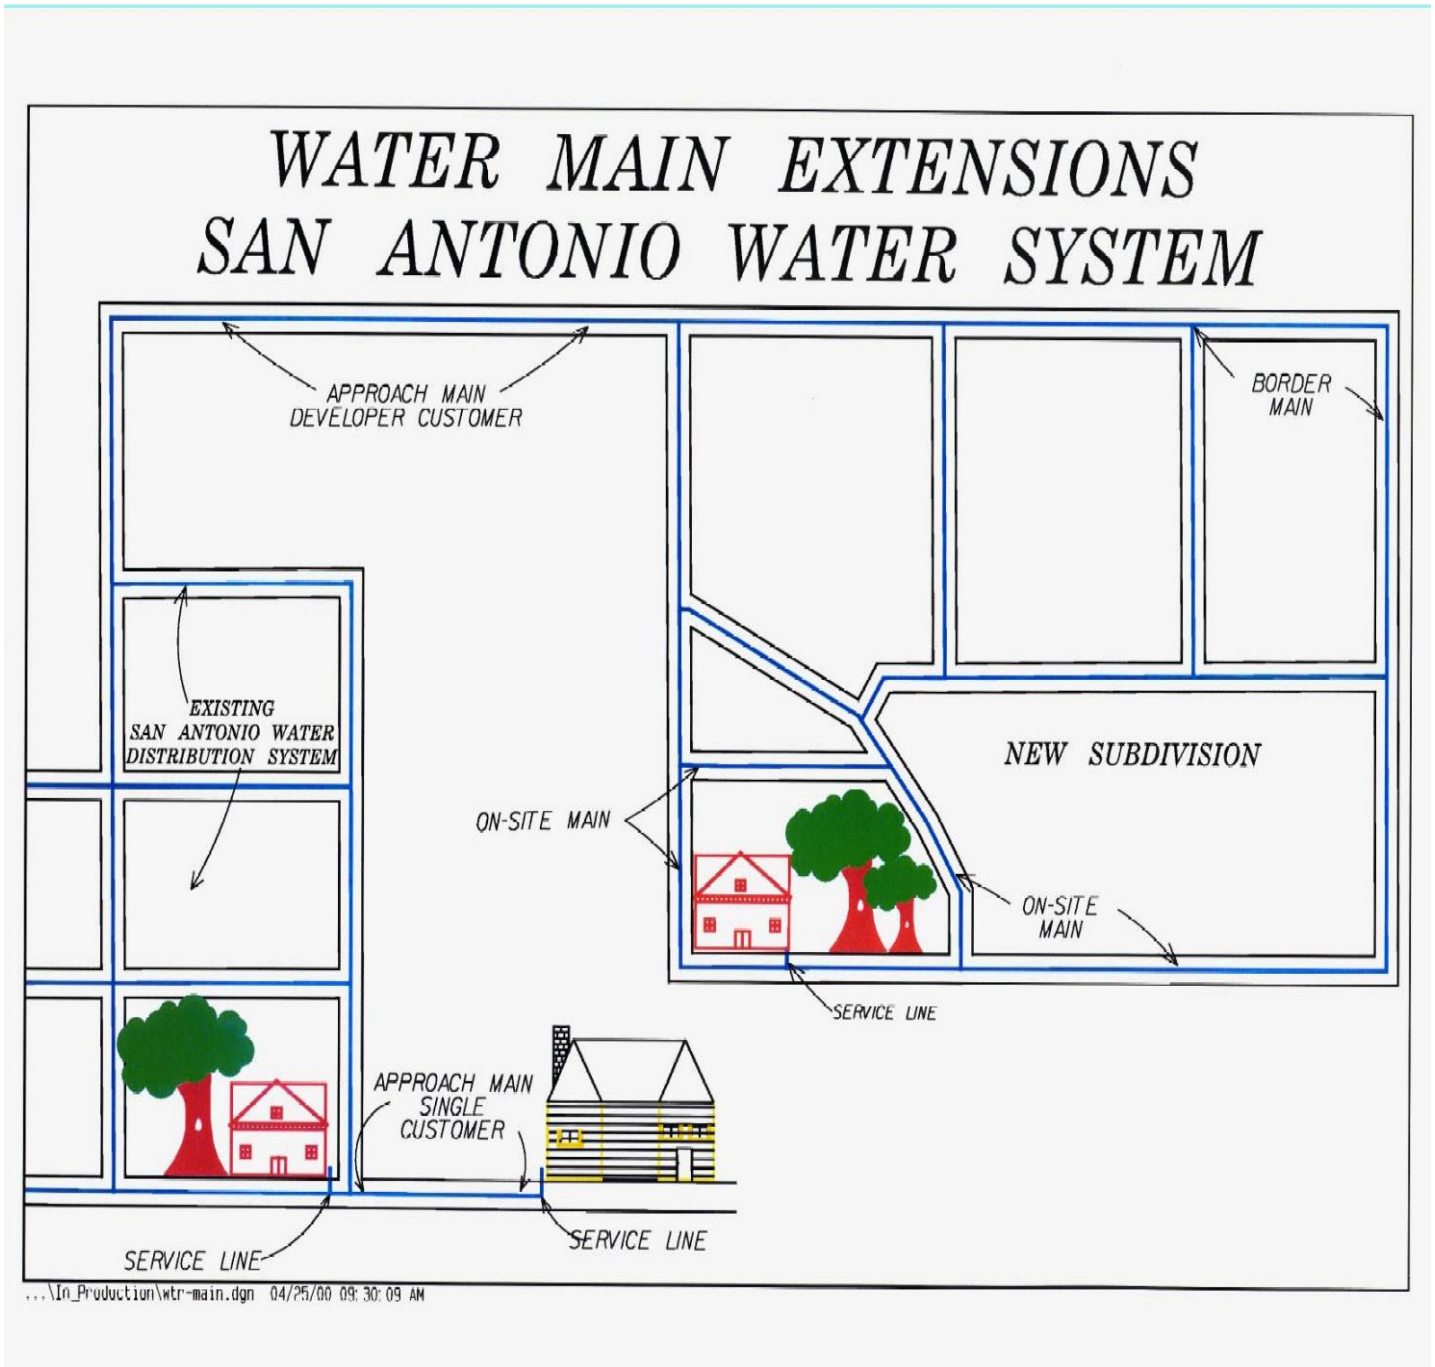 WATER MAIN EXTENSIONS
SAN ANTONIO WATER SYSTEM
APPROACH MAIN
DEVELOPER CUSTOMER
BORDER
MAIN
EXISTING
SAN ANTONIO WATER
DISTRIBUTION SYSTEM
NEW SUBDIVISION
ON-SITE MAIN
ON-SITE
MAIN
SERVICE LINE
APPROACH MAIN
SINGLE
CUSTOMER
SERVICE LINE
SERVICE LINE
...\In_Production\wtr-main.dgn 04/25/00 09:30:09 AM